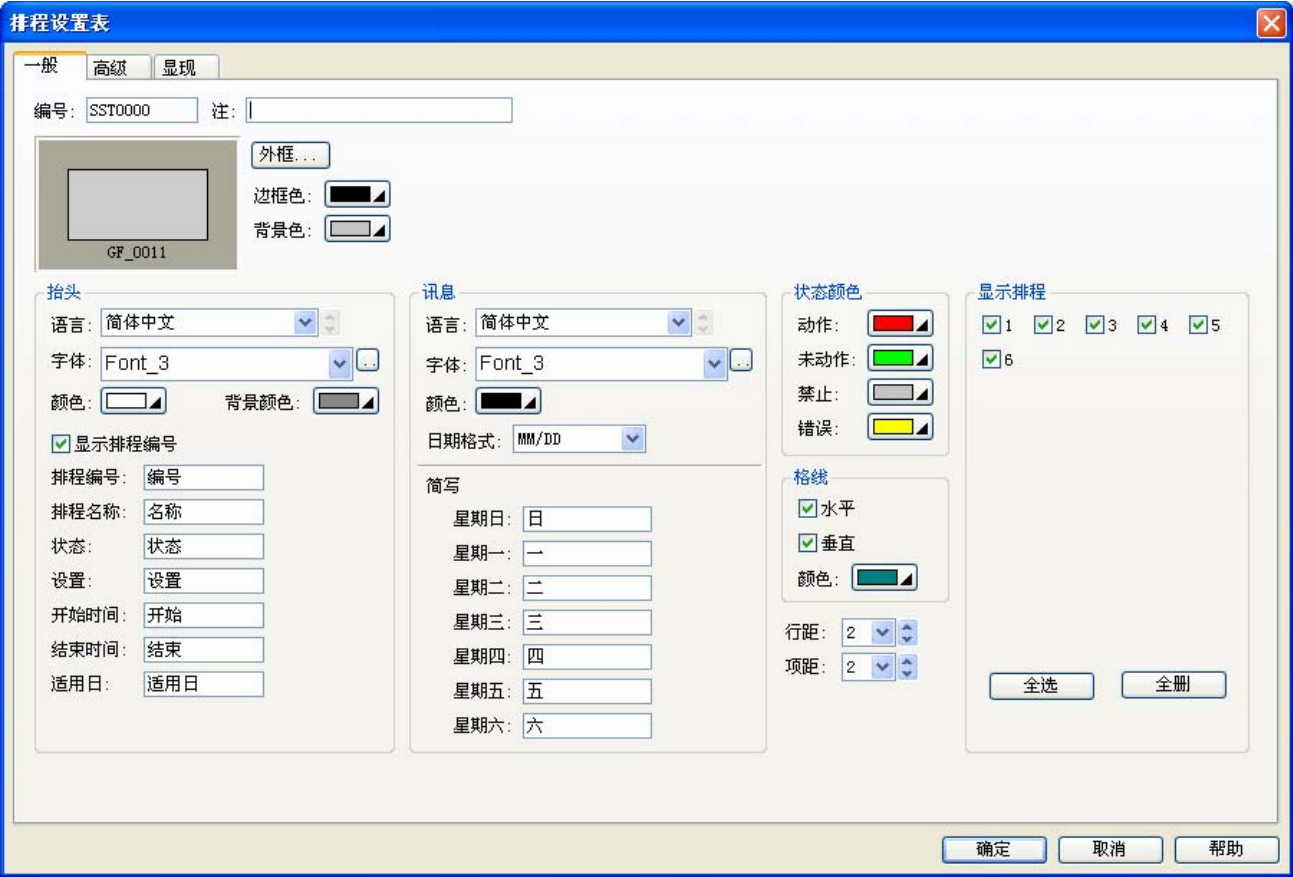 排程设置表
一般 高级 显现
编号: SST0000 注:
外框...
边框色:
背景色:
GF_0011
抬头
语言: 简体中文
字体: Font_3 ..
颜色: 背景颜色:
显示排程编号
排程编号: 编号
排程名称: 名称
状态: 状态
设置: 设置
开始时间: 开始
结束时间: 结束
适用日: 适用日
讯息
语言: 简体中文
字体: Font_3 ..
颜色:
日期格式: MM/DD
简写
星期日: 日
星期一: 一
星期二: 二
星期三: 三
星期四: 四
星期五: 五
星期六: 六
状态颜色
动作:
未动作:
禁止:
错误:
格线
水平
垂直
颜色:
行距: 2
项距: 2
显示排程
1 2 3 4 5
6
全选 全删
确定 取消 帮助